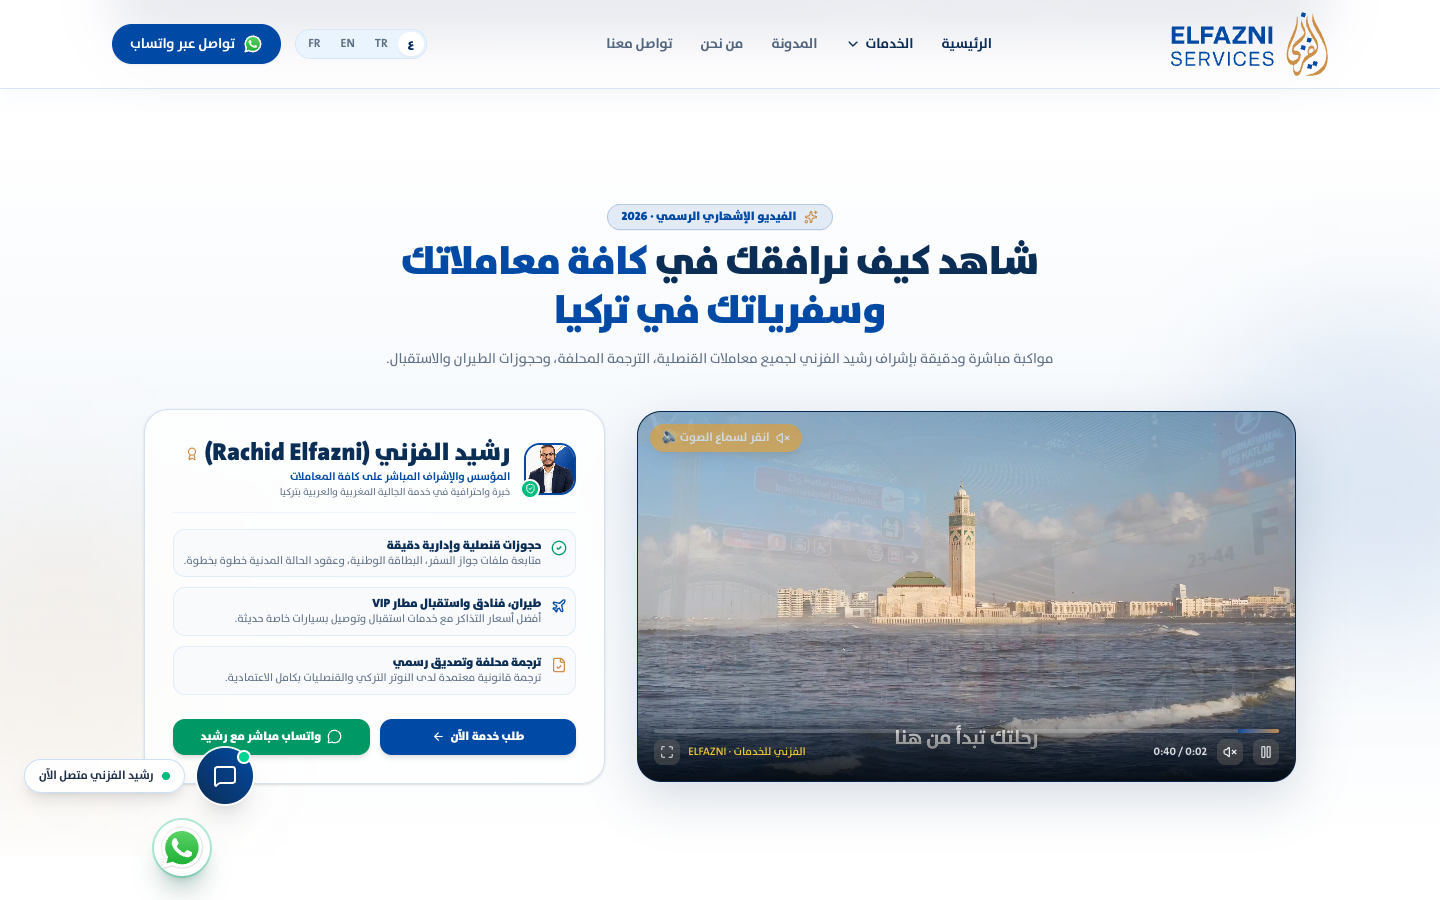 ELFAZNI
SERVICES
الرئيسية
الخدمات
المدونة
من نحن
تواصل معنا
ع
TR
EN
FR
تواصل عبر واتساب
الفيديو الإشهاري الرسمي · 2026
شاهد كيف نرافقك في كافة معاملاتك
وسفرياتك في تركيا
مواكبة مباشرة ودقيقة بإشراف رشيد الفزني لجميع معاملات القنصلية، الترجمة المحلفة، وحجوزات الطيران والاستقبال.
انقر لسماع الصوت
INTERNATIONAL
F
23-44
رحلتك تبدأ من هنا
0:40 / 0:02
الفزني للخدمات · ELFAZNI
رشيد الفزني (Rachid Elfazni)
المؤسس والإشراف المباشر على كافة المعاملات
خبرة واحترافية في خدمة الجالية المغربية والعربية بتركيا
حجوزات قنصلية وإدارية دقيقة
متابعة ملفات جواز السفر، البطاقة الوطنية، وعقود الحالة المدنية خطوة بخطوة.
طيران، فنادق واستقبال مطار VIP
أفضل أسعار التذاكر مع خدمات استقبال وتوصيل بسيارات خاصة حديثة.
ترجمة محلفة وتصديق رسمي
ترجمة قانونية معتمدة لدى النوتر التركي والقنصليات بكامل الاعتمادية.
طلب خدمة الآن
واتساب مباشر مع رشيد
رشيد الفزني متصل الآن